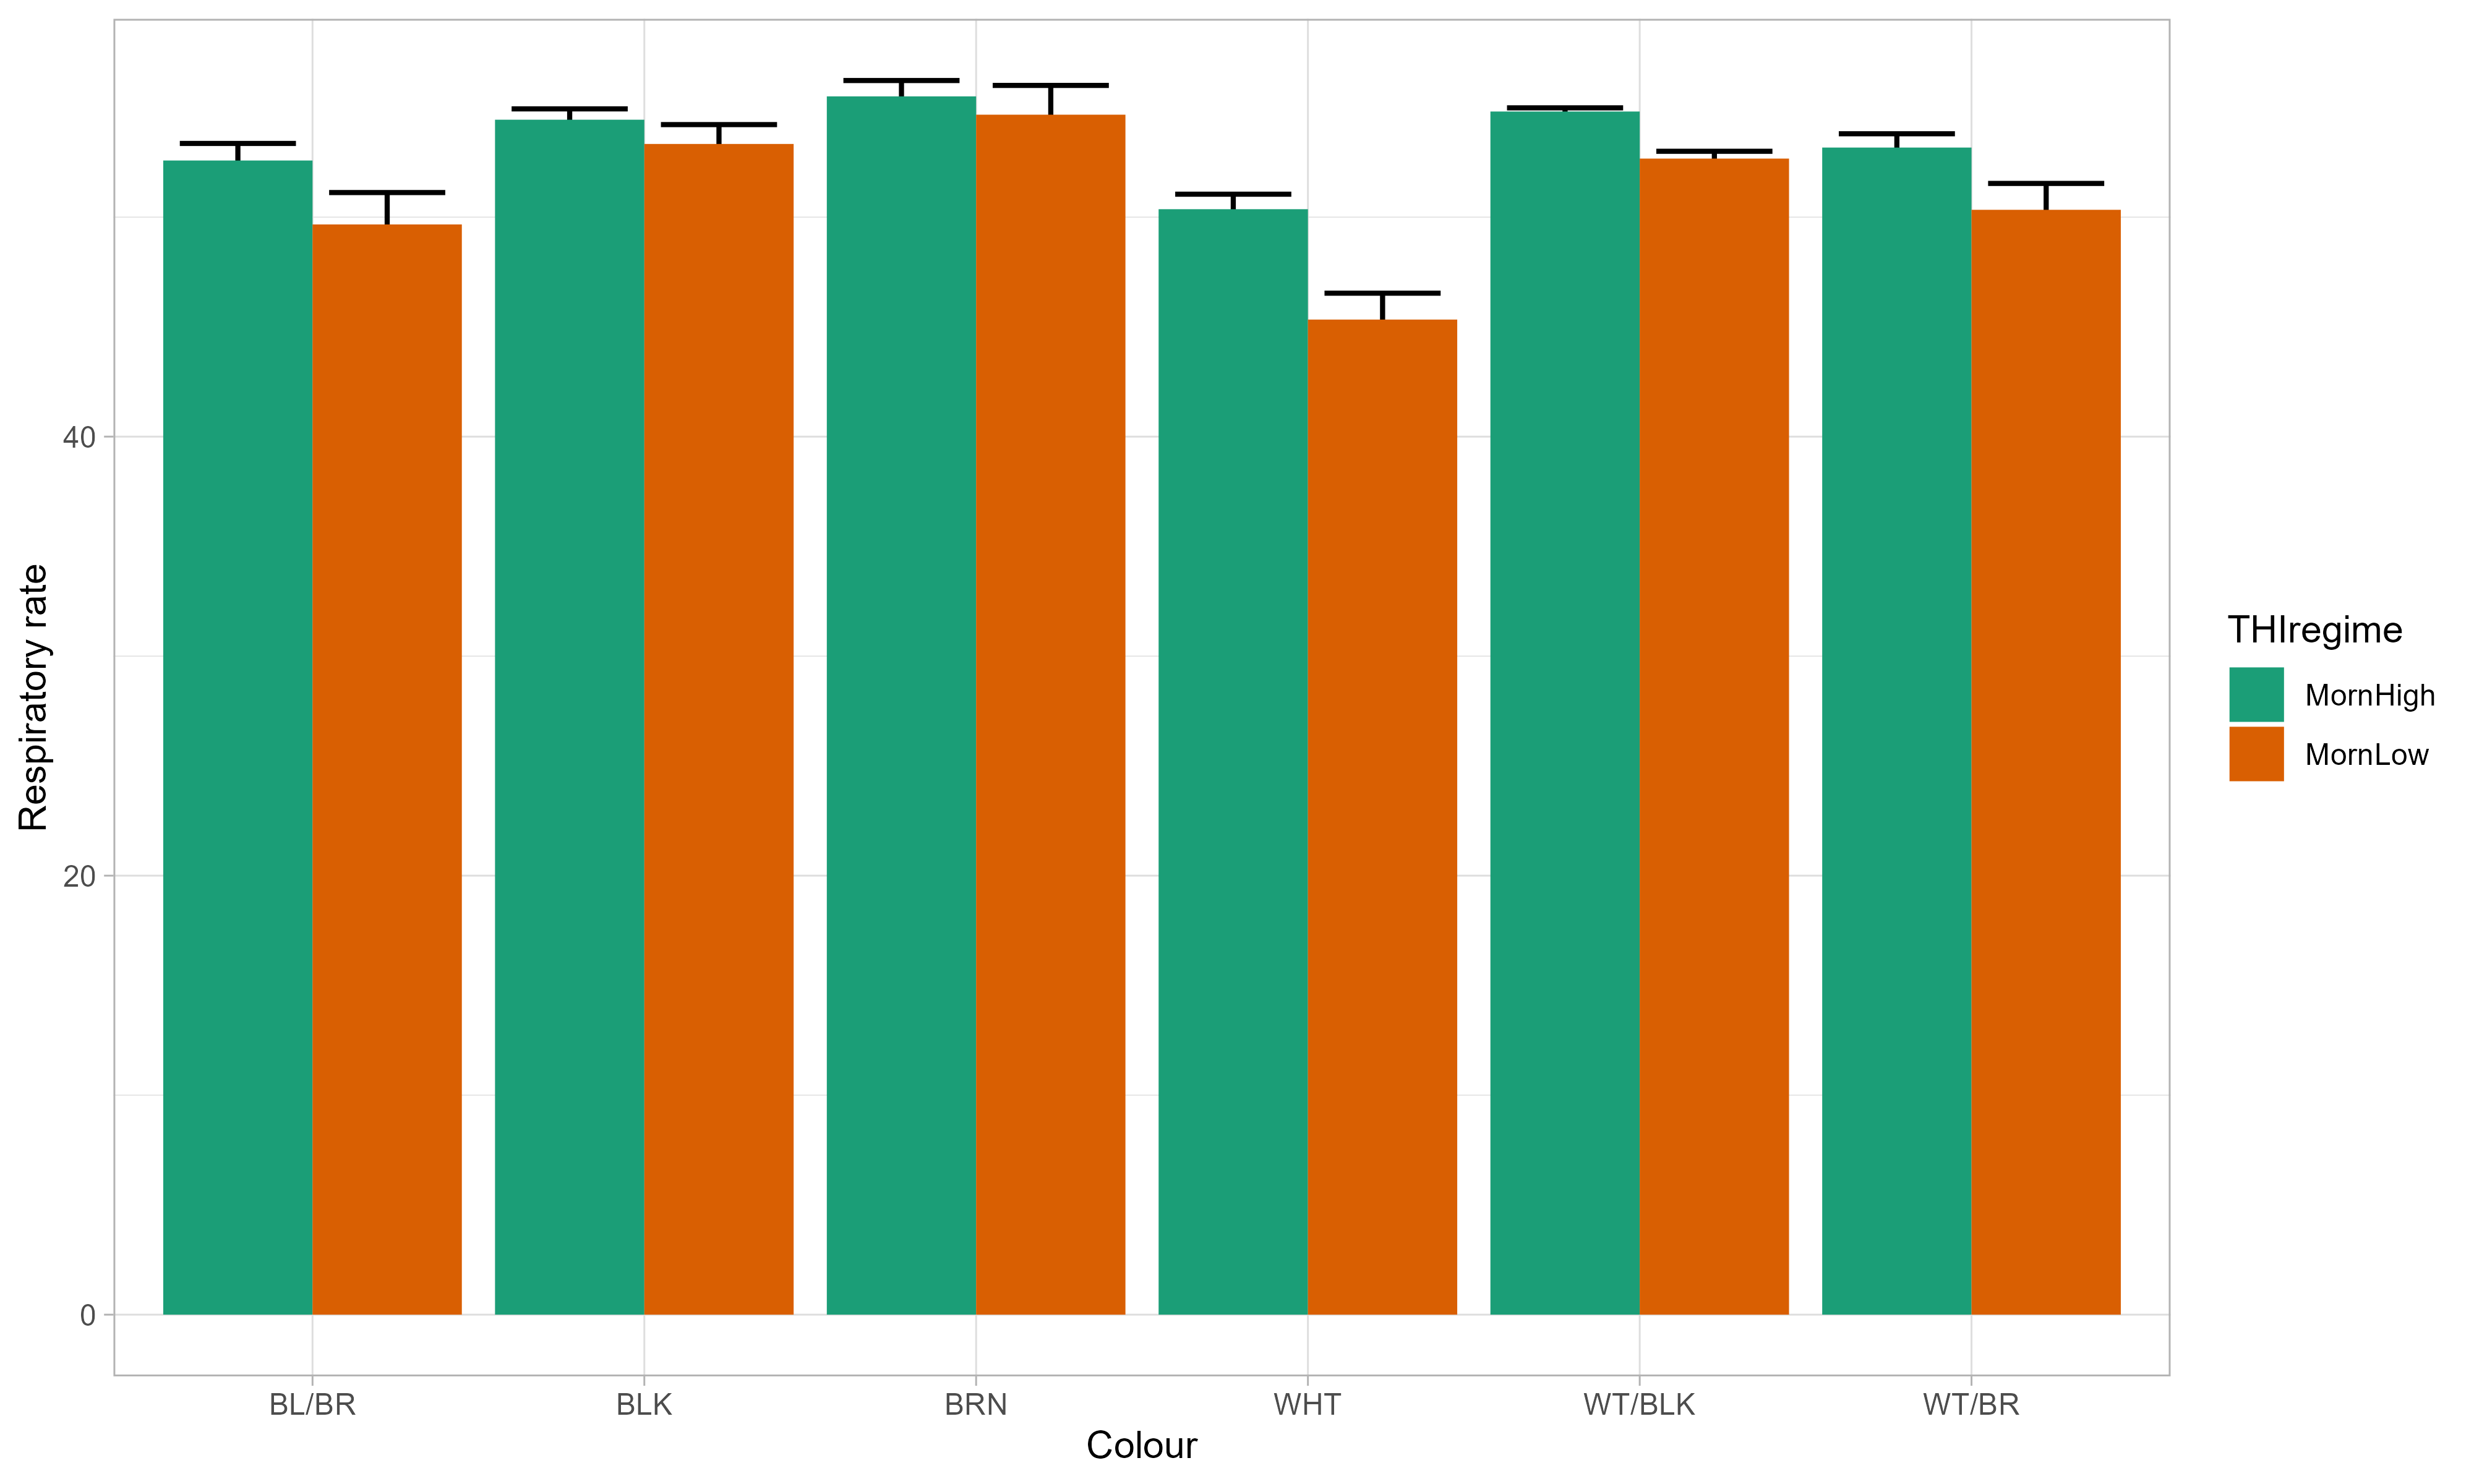 Respiratory rate
40
20
0
BL/BR BLK BRN WHT WT/BLK WT/BR
Colour
THIregime
MornHigh
MornLow